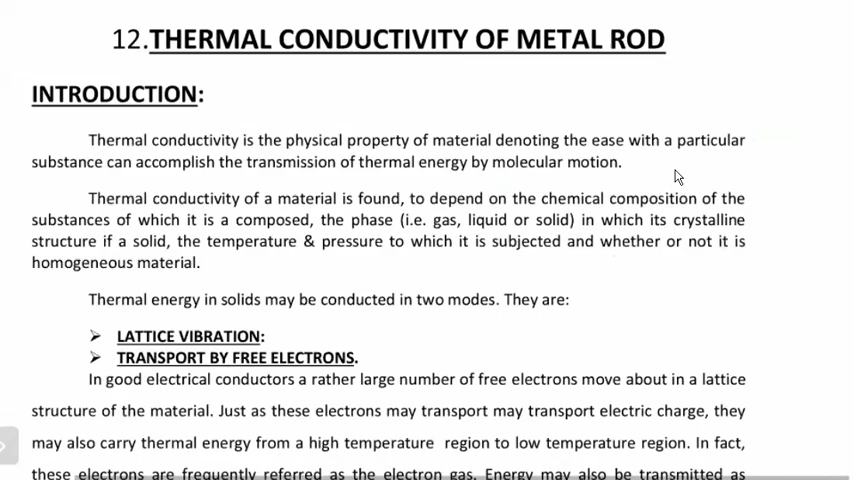 12.THERMAL CONDUCTIVITY OF METAL ROD
INTRODUCTION:
Thermal conductivity is the physical property of material denoting the ease with a particular
substance can accomplish the transmission of thermal energy by molecular motion.
Thermal conductivity of a material is found, to depend on the chemical composition of the
substances of which it is a composed, the phase (i.e. gas, liquid or solid) in which its crystalline
structure if a solid, the temperature & pressure to which it is subjected and whether or not it is
homogeneous material.
Thermal energy in solids may be conducted in two modes. They are:
➢ LATTICE VIBRATION:
➢ TRANSPORT BY FREE ELECTRONS.
In good electrical conductors a rather large number of free electrons move about in a lattice
structure of the material. Just as these electrons may transport may transport electric charge, they
may also carry thermal energy from a high temperature region to low temperature region. In fact,
these electrons are frequently referred as the electron gas. Energy may also be transmitted as